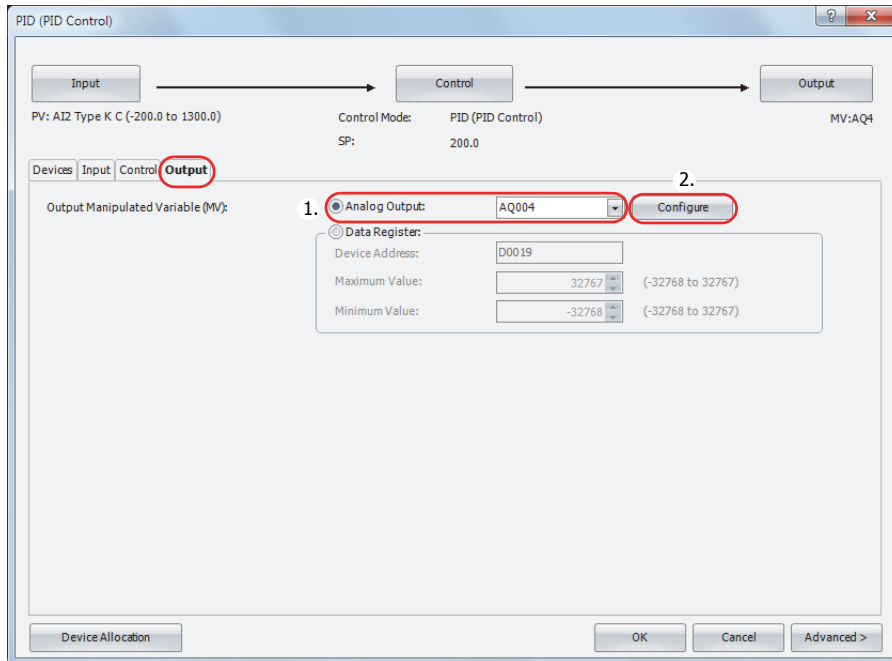 PID (PID Control)
Input
Control
Output
PV: AI2 Type K C (-200.0 to 1300.0)
Control Mode: PID (PID Control)
MV:AQ4
SP: 200.0
Devices Input Control Output
2.
Output Manipulated Variable (MV): 1. Analog Output: AQ004 Configure
Data Register:
Device Address: D0019
Maximum Value: 32767 (-32768 to 32767)
Minimum Value: -32768 (-32768 to 32767)
Device Allocation OK Cancel Advanced >